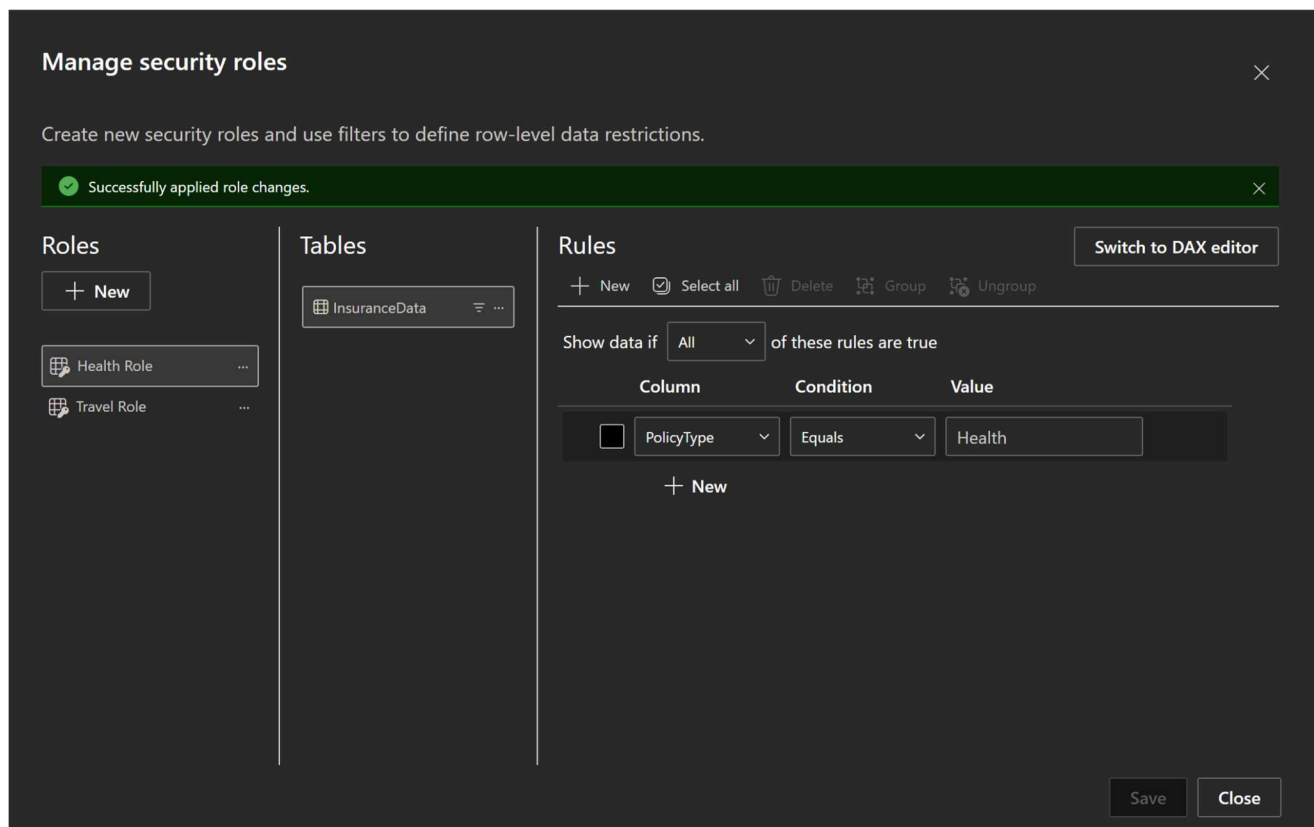 Manage security roles
Create new security roles and use filters to define row-level data restrictions.
Successfully applied role changes.
Roles
New
Health Role
Travel Role
Tables
InsuranceData
Rules
Switch to DAX editor
New Select all Delete Group Ungroup
Show data if All of these rules are true
Column Condition Value
PolicyType Equals Health
New
Save Close